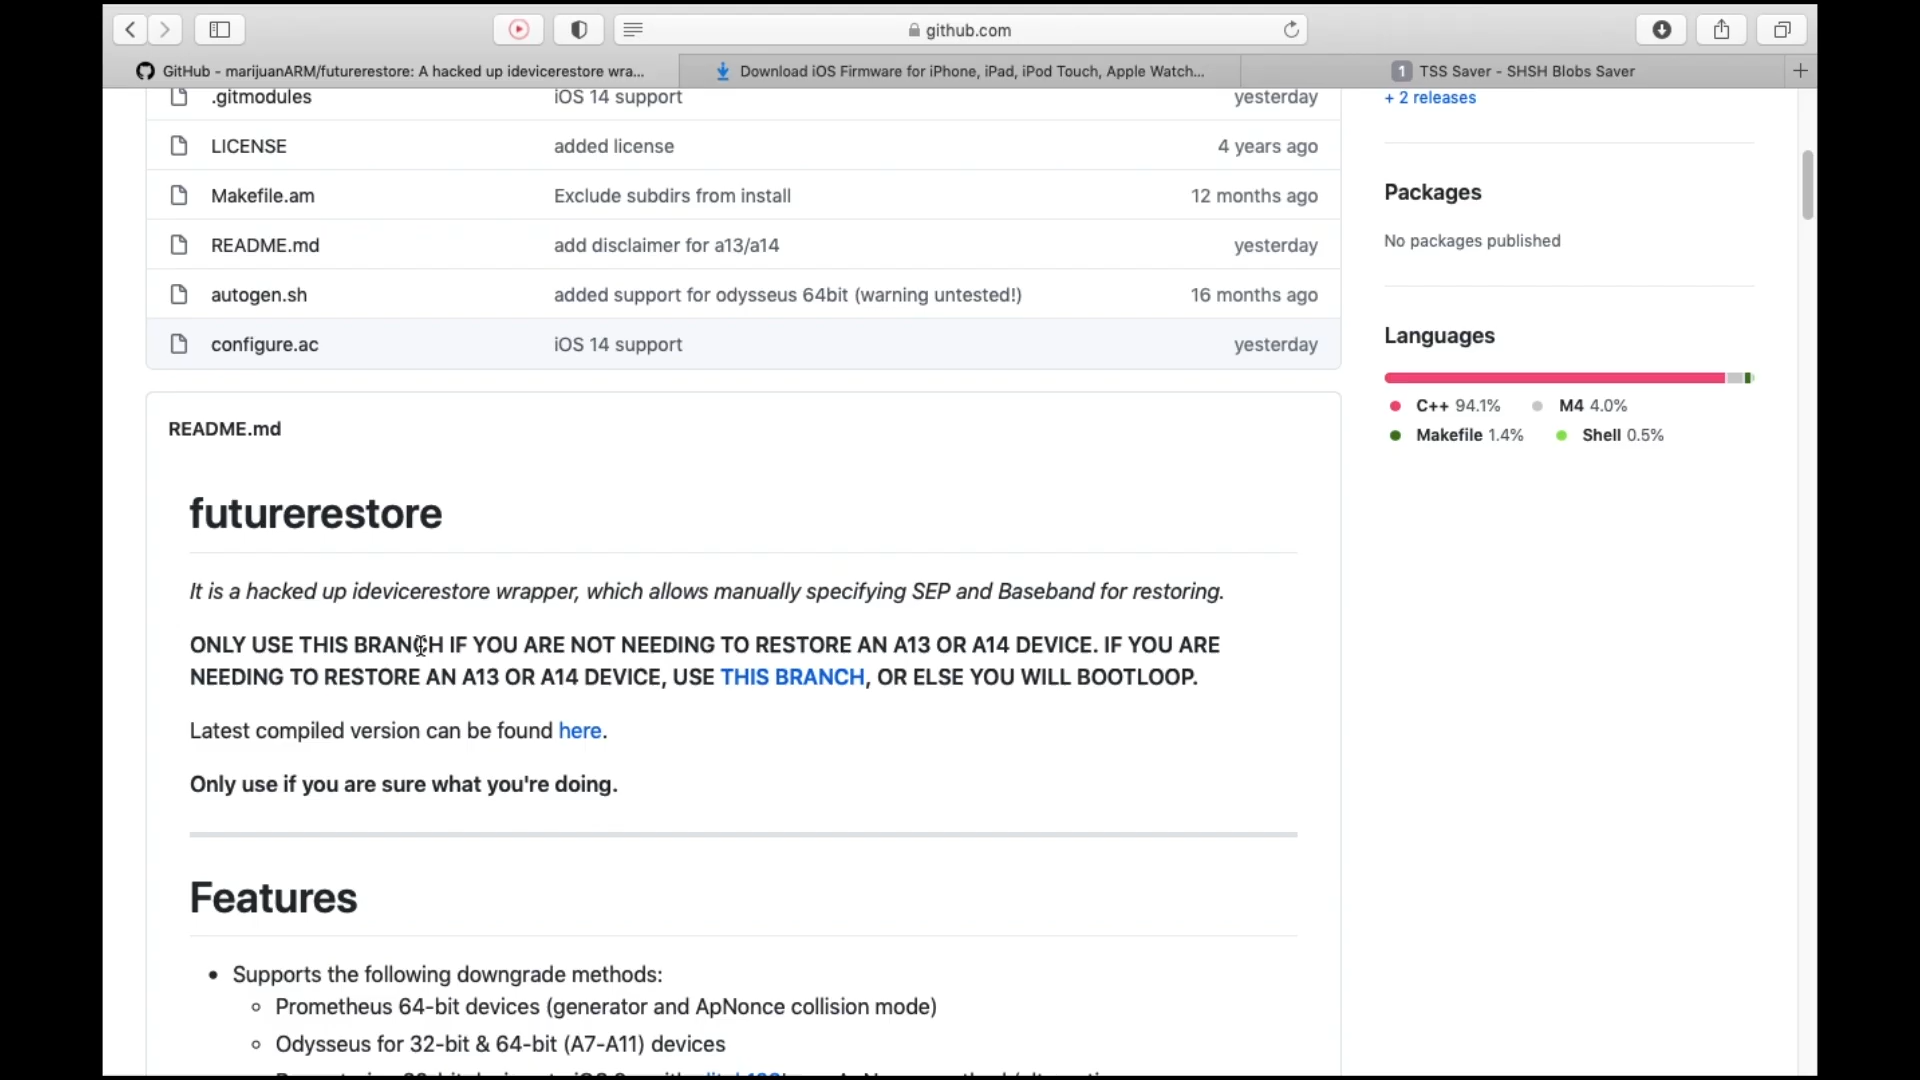 github.com
GitHub - marijuanARM/futurerestore: A hacked up idevicerestore wra...
Download iOS Firmware for iPhone, iPad, iPod Touch, Apple Watch...
1 TSS Saver - SHSH Blobs Saver
.gitmodules iOS 14 support yesterday
LICENSE added license 4 years ago
Makefile.am Exclude subdirs from install 12 months ago
README.md add disclaimer for a13/a14 yesterday
autogen.sh added support for odysseus 64bit (warning untested!) 16 months ago
configure.ac iOS 14 support yesterday
+ 2 releases
Packages
No packages published
Languages
C++ 94.1% M4 4.0%
Makefile 1.4% Shell 0.5%
README.md
futurerestore
It is a hacked up idevicerestore wrapper, which allows manually specifying SEP and Baseband for restoring.
ONLY USE THIS BRANCH IF YOU ARE NOT NEEDING TO RESTORE AN A13 OR A14 DEVICE. IF YOU ARE
NEEDING TO RESTORE AN A13 OR A14 DEVICE, USE THIS BRANCH, OR ELSE YOU WILL BOOTLOOP.
Latest compiled version can be found here.
Only use if you are sure what you're doing.
Features
• Supports the following downgrade methods:
◦ Prometheus 64-bit devices (generator and ApNonce collision mode)
◦ Odysseus for 32-bit & 64-bit (A7-A11) devices